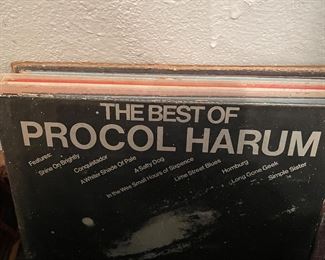 THE BEST OF
PROCOL HARUM
Features:
Shine On Brightly
Conquistador
A Whiter Shade Of Pale
A Salty Dog
In the Wee Small Hours of Sixpence
Lime Street Blues
Homburg
Long Gone Geek
Simple Sister